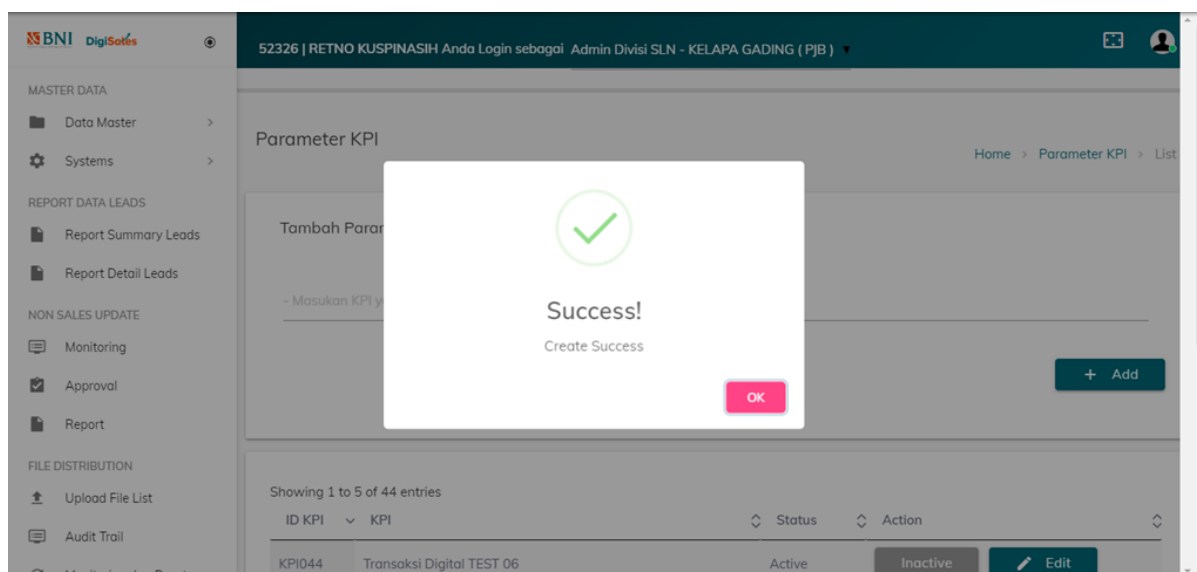 BNI DigiSales
52326 | RETNO KUSPINASIH Anda Login sebagai Admin Divisi SLN - KELAPA GADING ( PJB )
MASTER DATA
Data Master
Systems
REPORT DATA LEADS
Report Summary Leads
Report Detail Leads
NON SALES UPDATE
Monitoring
Approval
Report
FILE DISTRIBUTION
Upload File List
Audit Trail
Parameter KPI
Home > Parameter KPI > List
Tambah Parar
- Masukan KPI y
Success!
Create Success
OK
+ Add
Showing 1 to 5 of 44 entries
ID KPI KPI Status Action
KPI044 Transaksi Digital TEST 06 Active Inactive Edit